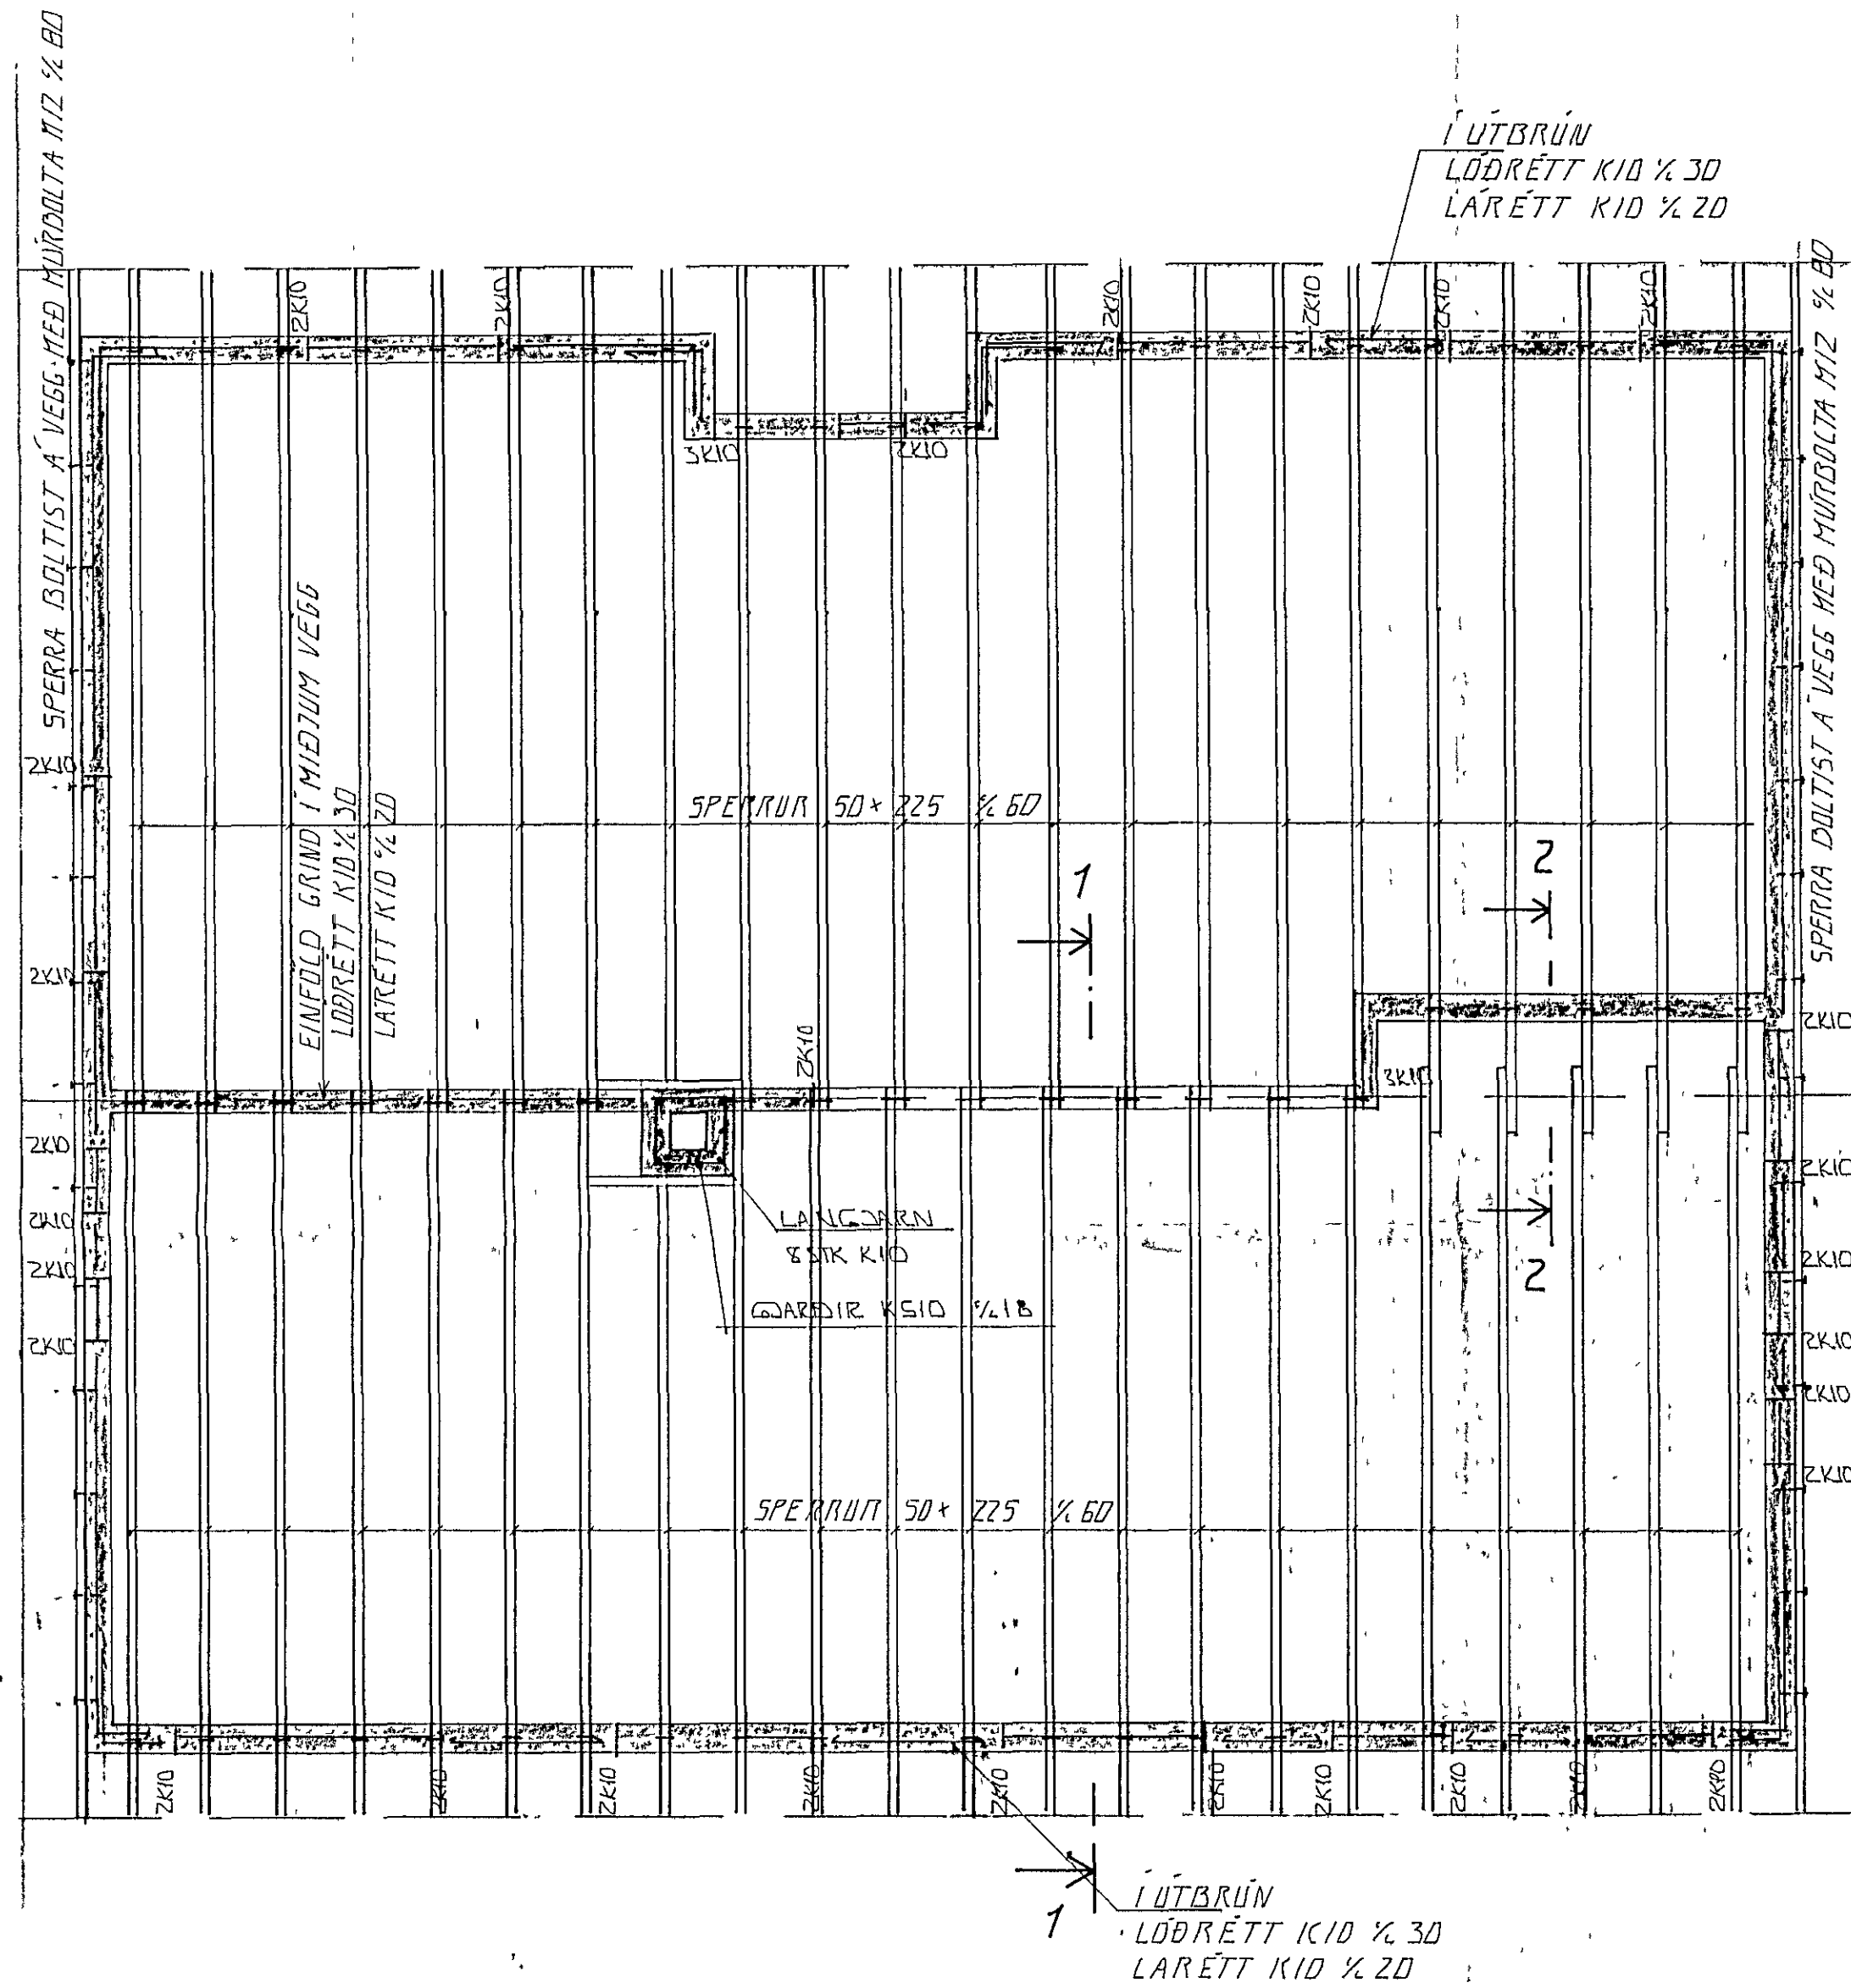 SPERRA BOLTIST Á VEGG MEÐ MÚRBOLTA M12 % 80
Í ÚTBRÚN
LÓÐRÉTT K10 % 30
LÁRÉTT K10 % 20
SPERRA BOLTIST Á VEGG MEÐ MÚRBOLTA M12 % 80
2K10
2K10
2K10
2K10
2K10
2K10
3K10
2K10
EINFÖLD GRIND Í MIÐJUM VEGG
LÓÐRÉTT K10 % 30
LÁRÉTT K10 % 20
2K10
SPERRUR 50 × 225 % 60
1
2
2K10
2K10
2K10
3K10
2K10
2K10
LANGJÁRN
8 STK K10
2K10
2K10
2K10
2
GJARÐIR KS10 % 18
2K10
2K10
2K10
2K10
SPERRUR 50 × 225 % 60
2K10
2K10
2K10
2K10
2K10
2K10
2K10
2K10
2K10
2K10
1
Í ÚTBRÚN
LÓÐRÉTT K10 % 30
LARÉTT K10 % 20